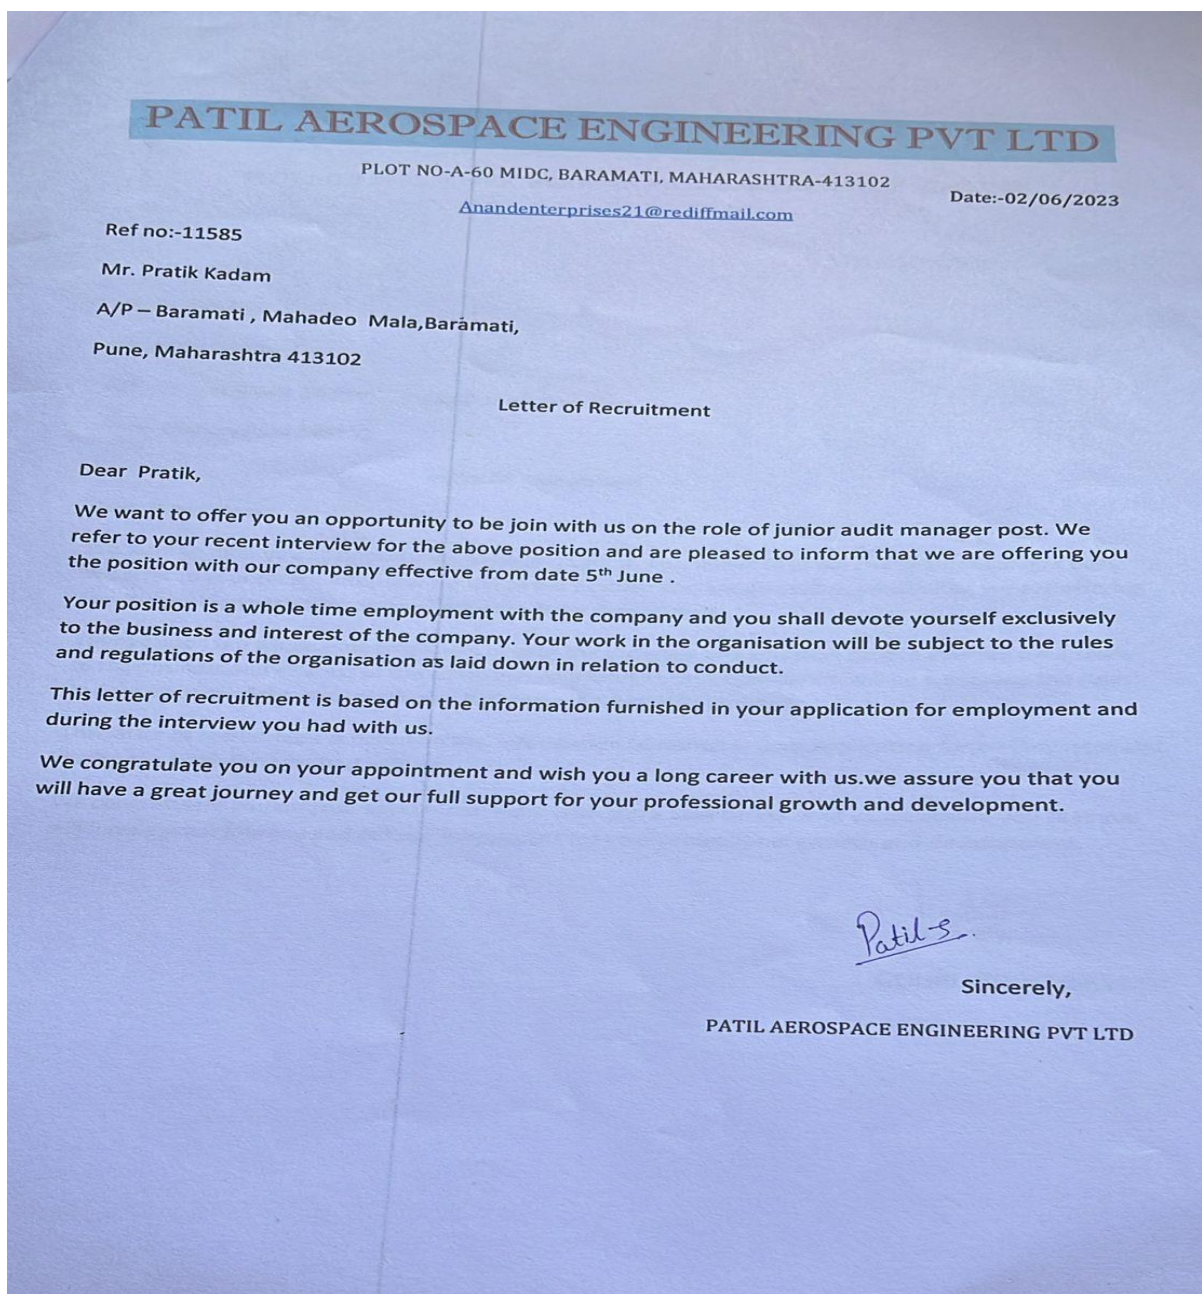 PATIL AEROSPACE ENGINEERING PVT LTD
PLOT NO-A-60 MIDC, BARAMATI, MAHARASHTRA-413102
Date:-02/06/2023
Anandenterprises21@rediffmail.com
Ref no:-11585
Mr. Pratik Kadam
A/P – Baramati , Mahadeo Mala,Baramati,
Pune, Maharashtra 413102
Letter of Recruitment
Dear Pratik,
We want to offer you an opportunity to be join with us on the role of junior audit manager post. We
refer to your recent interview for the above position and are pleased to inform that we are offering you
the position with our company effective from date 5th June .
Your position is a whole time employment with the company and you shall devote yourself exclusively
to the business and interest of the company. Your work in the organisation will be subject to the rules
and regulations of the organisation as laid down in relation to conduct.
This letter of recruitment is based on the information furnished in your application for employment and
during the interview you had with us.
We congratulate you on your appointment and wish you a long career with us.we assure you that you
will have a great journey and get our full support for your professional growth and development.
Patil-S.
Sincerely,
PATIL AEROSPACE ENGINEERING PVT LTD